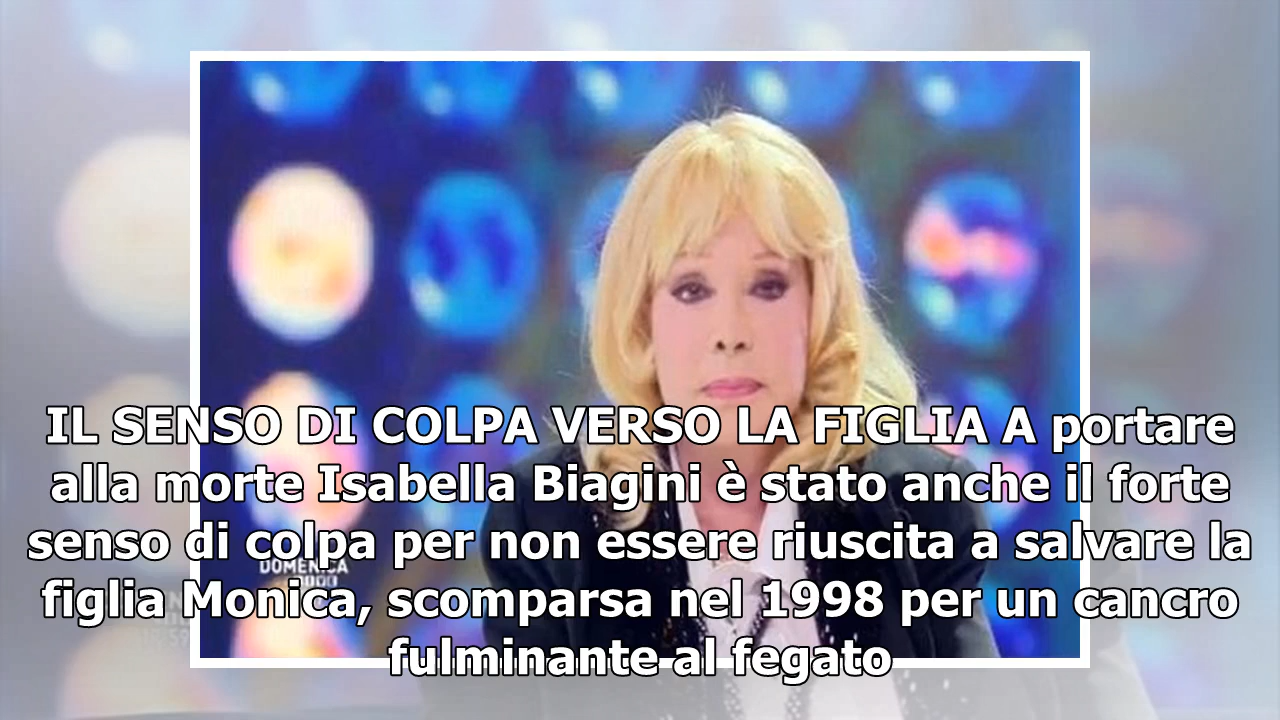 IL SENSO DI COLPA VERSO LA FIGLIA A portare
alla morte Isabella Biagini è stato anche il forte
senso di colpa per non essere riuscita a salvare la
DOMENICA
figlia Monica, scomparsa nel 1998 per un cancro
fulminante al fegato